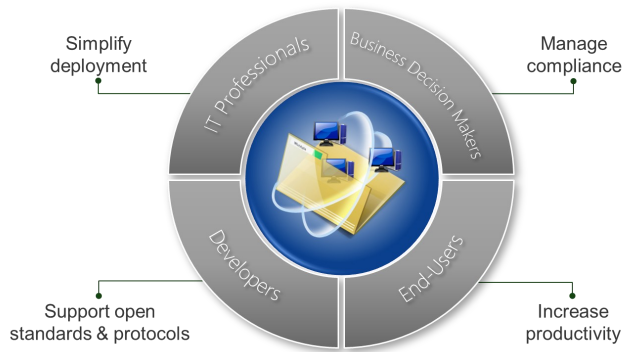 Simplify
deployment
IT Professionals
Business Decision Makers
Manage
compliance
Developers
End-Users
Support open
standards & protocols
Increase
productivity